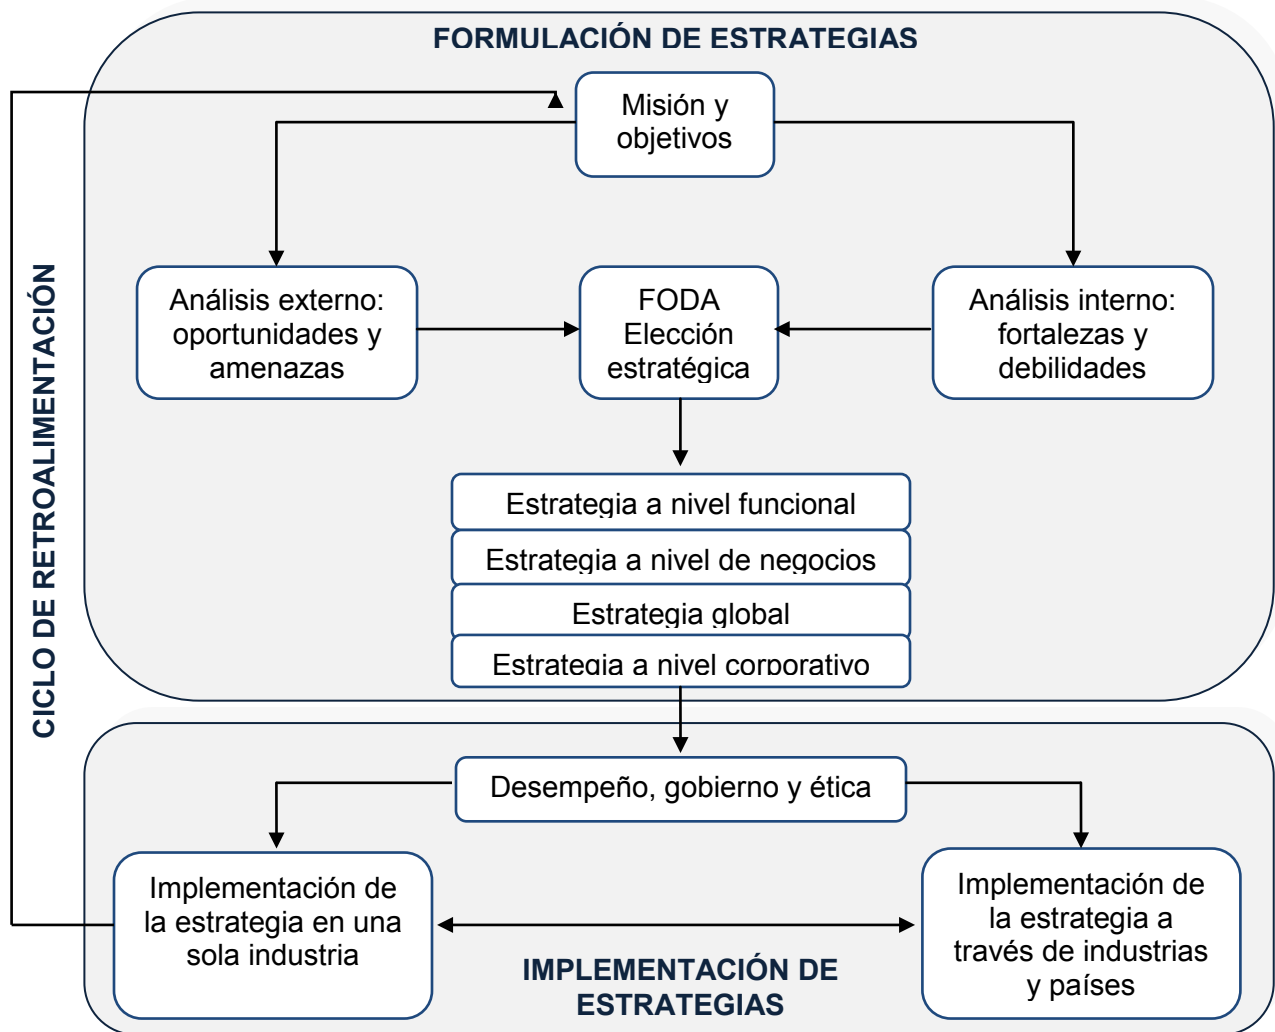 FORMULACIÓN DE ESTRATEGIAS
Misión y
objetivos
Análisis externo:
oportunidades y
amenazas
FODA
Elección
estratégica
Análisis interno:
fortalezas y
debilidades
Estrategia a nivel funcional
Estrategia a nivel de negocios
Estrategia global
Estrategia a nivel corporativo
CICLO DE RETROALIMENTACIÓN
Desempeño, gobierno y ética
Implementación de
la estrategia en una
sola industria
Implementación de
la estrategia a
través de industrias
y países
IMPLEMENTACIÓN DE
ESTRATEGIAS